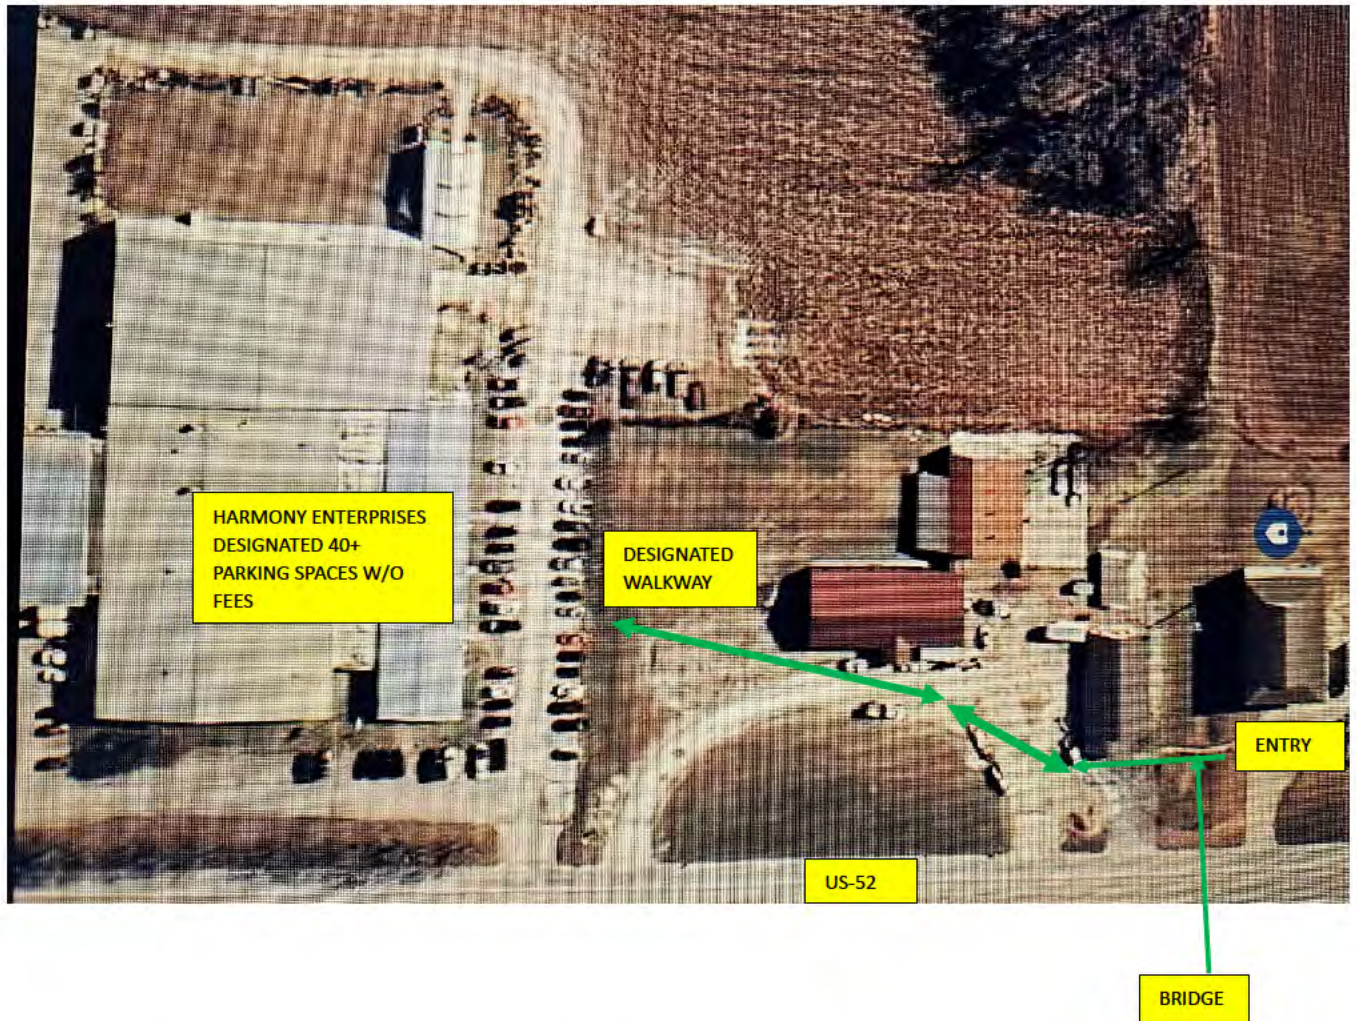 HARMONY ENTERPRISES
DESIGNATED 40+
PARKING SPACES W/O
FEES
DESIGNATED
WALKWAY
ENTRY
US-52
BRIDGE